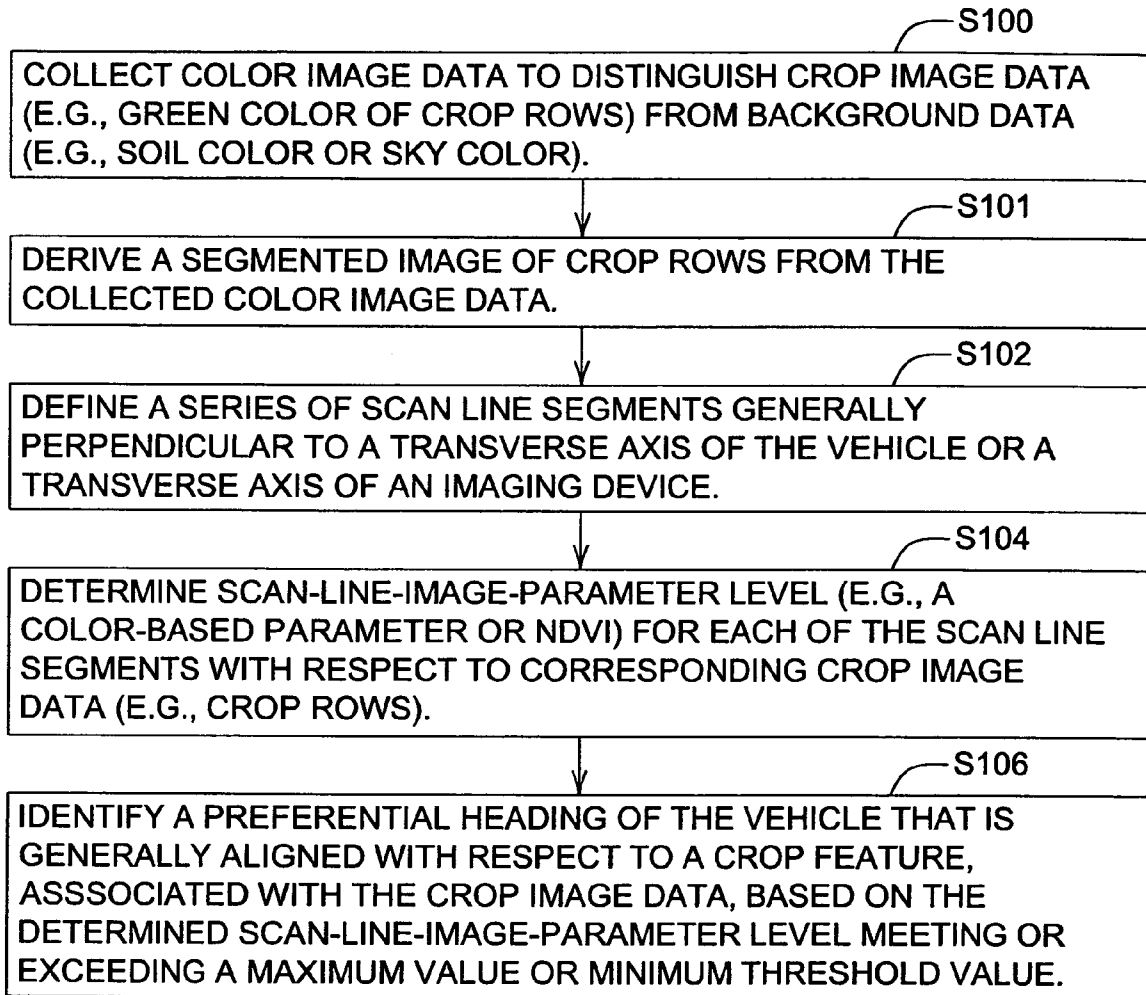 S100
COLLECT COLOR IMAGE DATA TO DISTINGUISH CROP IMAGE DATA
(E.G., GREEN COLOR OF CROP ROWS) FROM BACKGROUND DATA
(E.G., SOIL COLOR OR SKY COLOR).
S101
DERIVE A SEGMENTED IMAGE OF CROP ROWS FROM THE
COLLECTED COLOR IMAGE DATA.
S102
DEFINE A SERIES OF SCAN LINE SEGMENTS GENERALLY
PERPENDICULAR TO A TRANSVERSE AXIS OF THE VEHICLE OR A
TRANSVERSE AXIS OF AN IMAGING DEVICE.
S104
DETERMINE SCAN-LINE-IMAGE-PARAMETER LEVEL (E.G., A
COLOR-BASED PARAMETER OR NDVI) FOR EACH OF THE SCAN LINE
SEGMENTS WITH RESPECT TO CORRESPONDING CROP IMAGE
DATA (E.G., CROP ROWS).
S106
IDENTIFY A PREFERENTIAL HEADING OF THE VEHICLE THAT IS
GENERALLY ALIGNED WITH RESPECT TO A CROP FEATURE,
ASSSOCIATED WITH THE CROP IMAGE DATA, BASED ON THE
DETERMINED SCAN-LINE-IMAGE-PARAMETER LEVEL MEETING OR
EXCEEDING A MAXIMUM VALUE OR MINIMUM THRESHOLD VALUE.